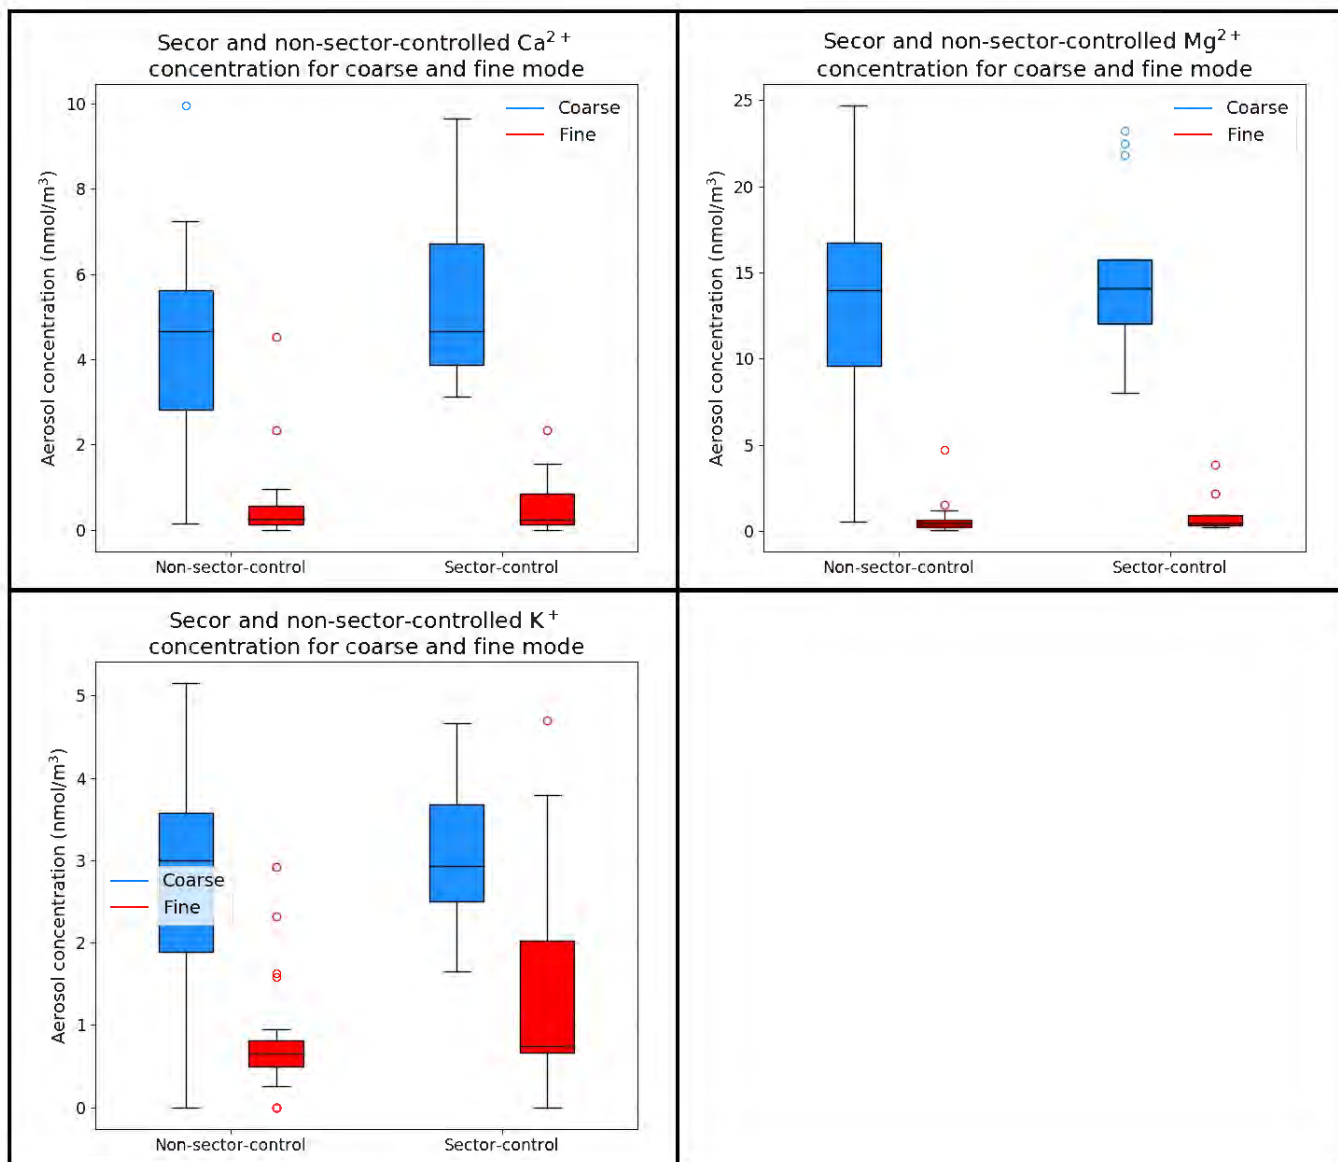 Secor and non-sector-controlled Ca²⁺
concentration for coarse and fine mode
Aerosol concentration (nmol/m³)
10
8
6
4
2
0
Coarse
Fine
Non-sector-control
Sector-control
Secor and non-sector-controlled Mg²⁺
concentration for coarse and fine mode
Aerosol concentration (nmol/m³)
25
20
15
10
5
0
Coarse
Fine
Non-sector-control
Sector-control
Secor and non-sector-controlled K⁺
concentration for coarse and fine mode
Aerosol concentration (nmol/m³)
5
4
3
2
1
0
Coarse
Fine
Non-sector-control
Sector-control